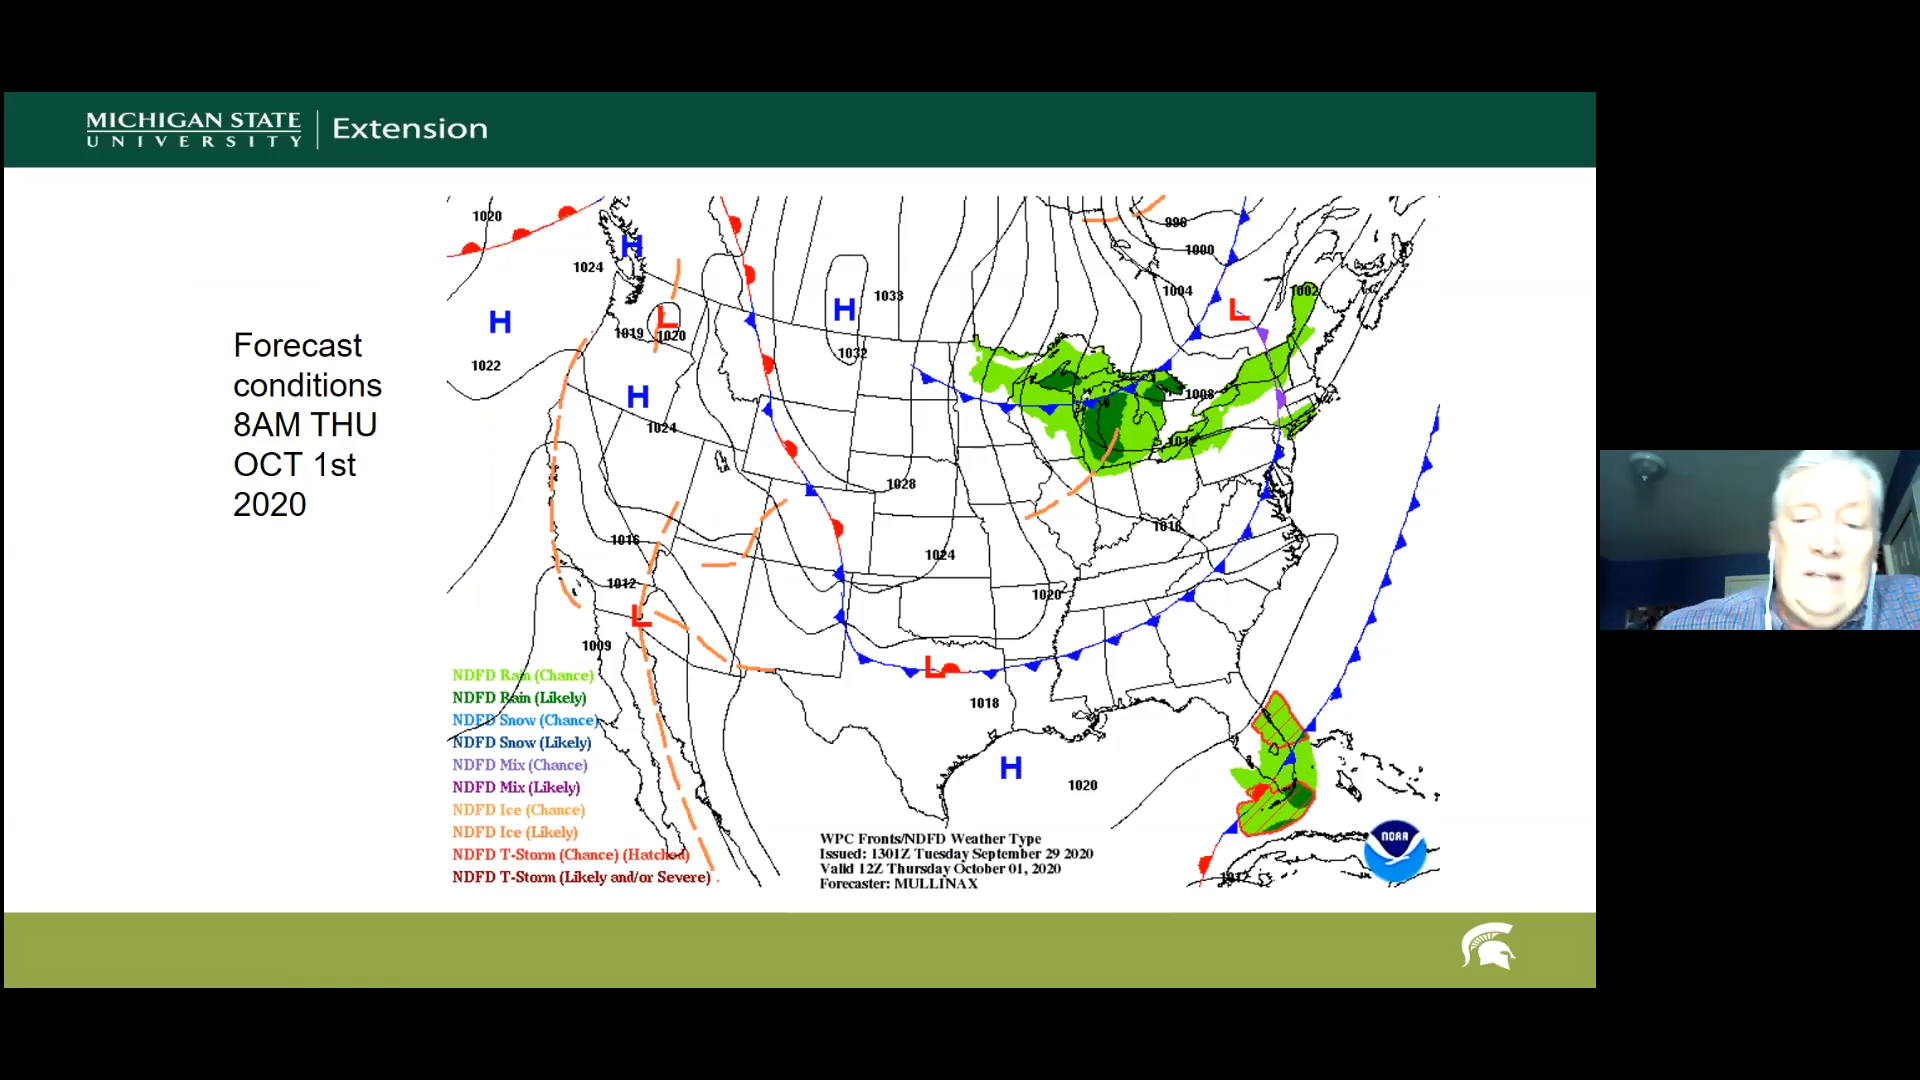 MICHIGAN STATE
UNIVERSITY
Extension
Forecast
conditions
8AM THU
OCT 1st
2020
1020
996
1000
H
1024
1033
1004
1002
H
H
L
L
1019
1020
1032
1022
1008
H
1024
1012
1028
1016
1016
1024
1012
1020
L
1009
L
1018
H
1020
NDFD Rain (Chance)
NDFD Rain (Likely)
NDFD Snow (Chance)
NDFD Snow (Likely)
NDFD Mix (Chance)
NDFD Mix (Likely)
NDFD Ice (Chance)
NDFD Ice (Likely)
NDFD T-Storm (Chance) (Hatched)
NDFD T-Storm (Likely and/or Severe)
WPC Fronts/NDFD Weather Type
Issued: 1301Z Tuesday September 29 2020
Valid 12Z Thursday October 01, 2020
Forecaster: MULLINAX
NOAA
1012